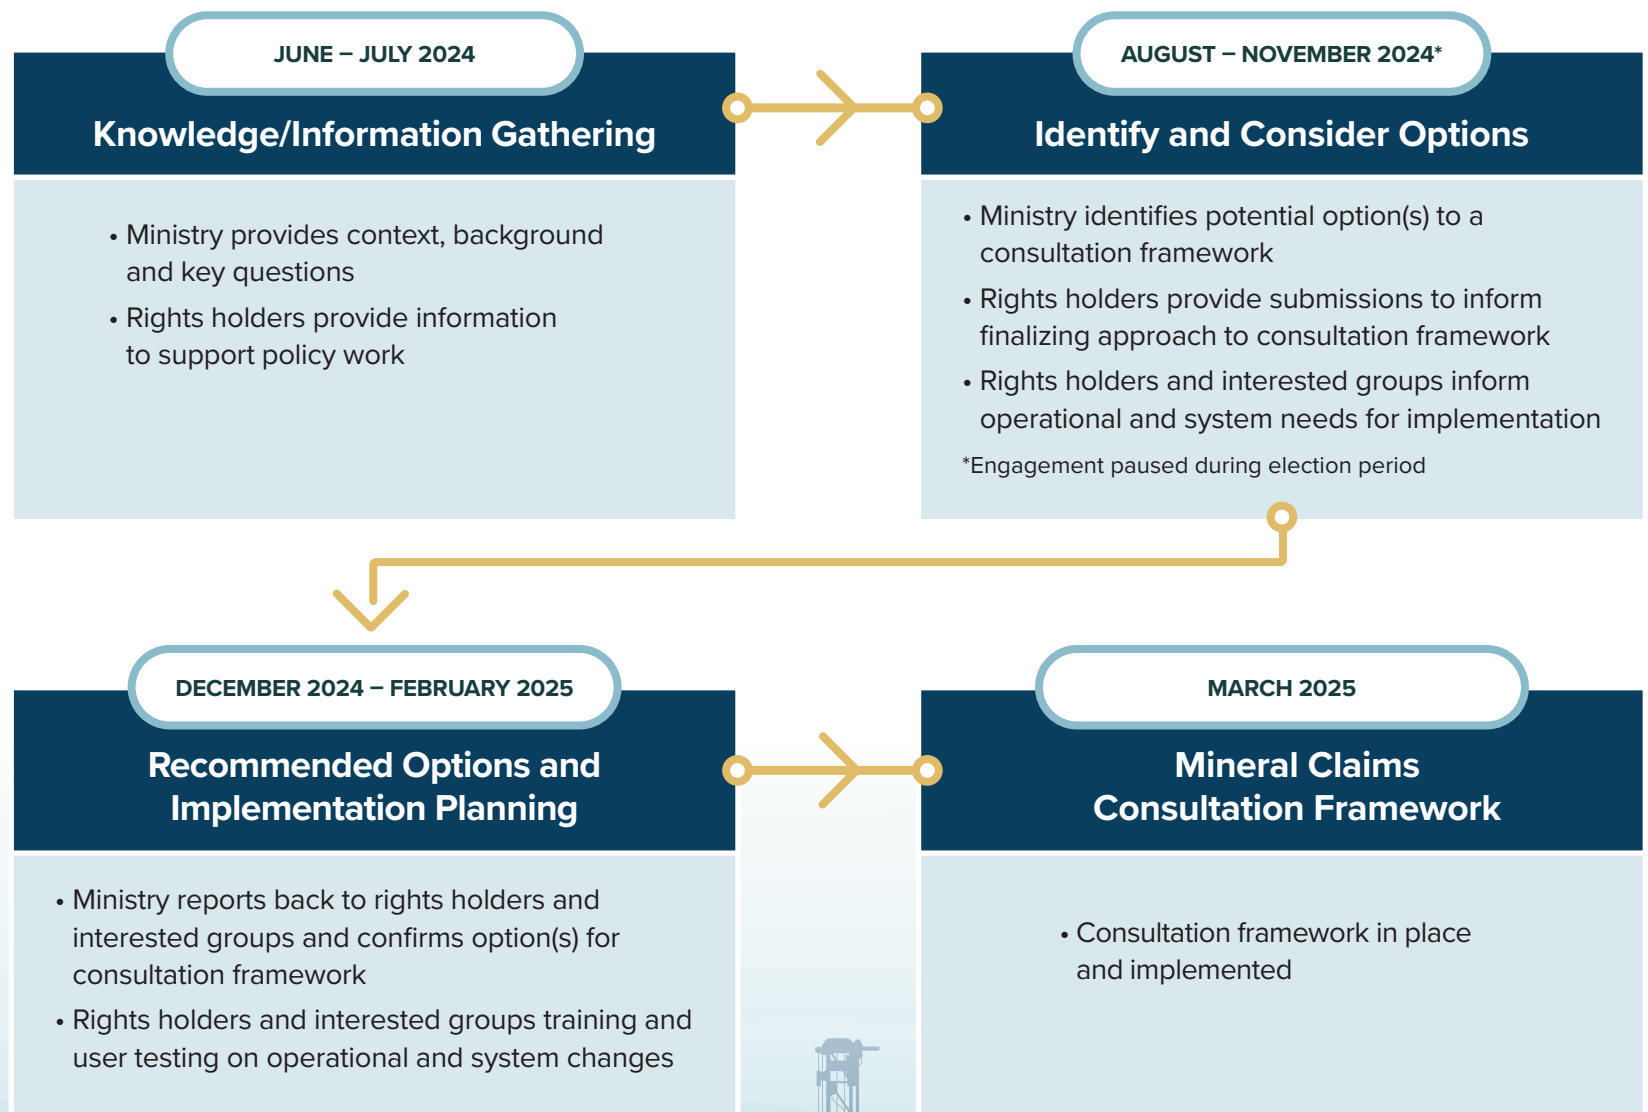 JUNE – JULY 2024
Knowledge/Information Gathering
• Ministry provides context, background
and key questions
• Rights holders provide information
to support policy work
AUGUST – NOVEMBER 2024*
Identify and Consider Options
• Ministry identifies potential option(s) to a
consultation framework
• Rights holders provide submissions to inform
finalizing approach to consultation framework
• Rights holders and interested groups inform
operational and system needs for implementation
*Engagement paused during election period
DECEMBER 2024 – FEBRUARY 2025
Recommended Options and
Implementation Planning
• Ministry reports back to rights holders and
interested groups and confirms option(s) for
consultation framework
• Rights holders and interested groups training and
user testing on operational and system changes
MARCH 2025
Mineral Claims
Consultation Framework
• Consultation framework in place
and implemented